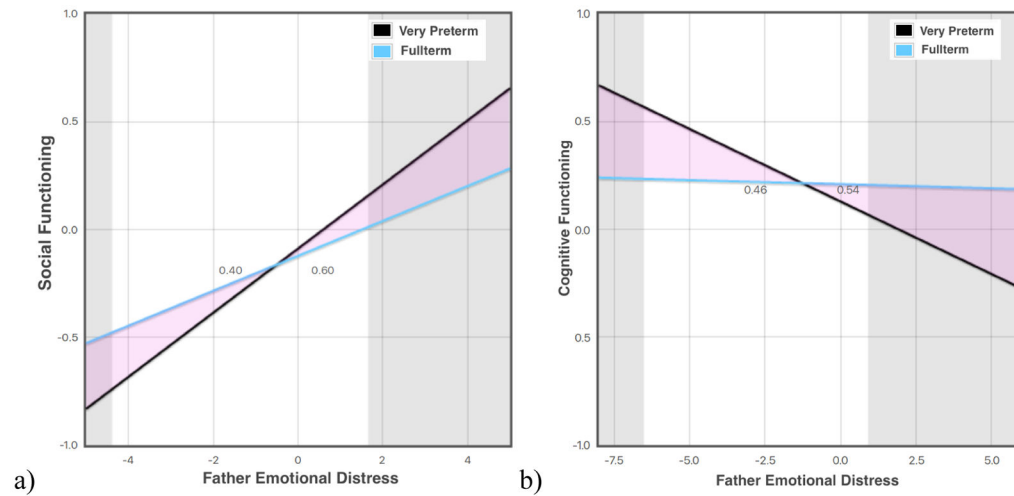 1.0
0.5
0.0
-0.5
-1.0
Social Functioning
Very Preterm
Fullterm
0.40
0.60
-4
-2
0
2
4
Father Emotional Distress
a)
1.0
0.5
0.0
0.5
-1.0
Cognitive Functioning
Very Preterm
Fullterm
0.46
0.54
-7.5
-5.0
-2.5
0.0
2.5
5.0
Father Emotional Distress
b)